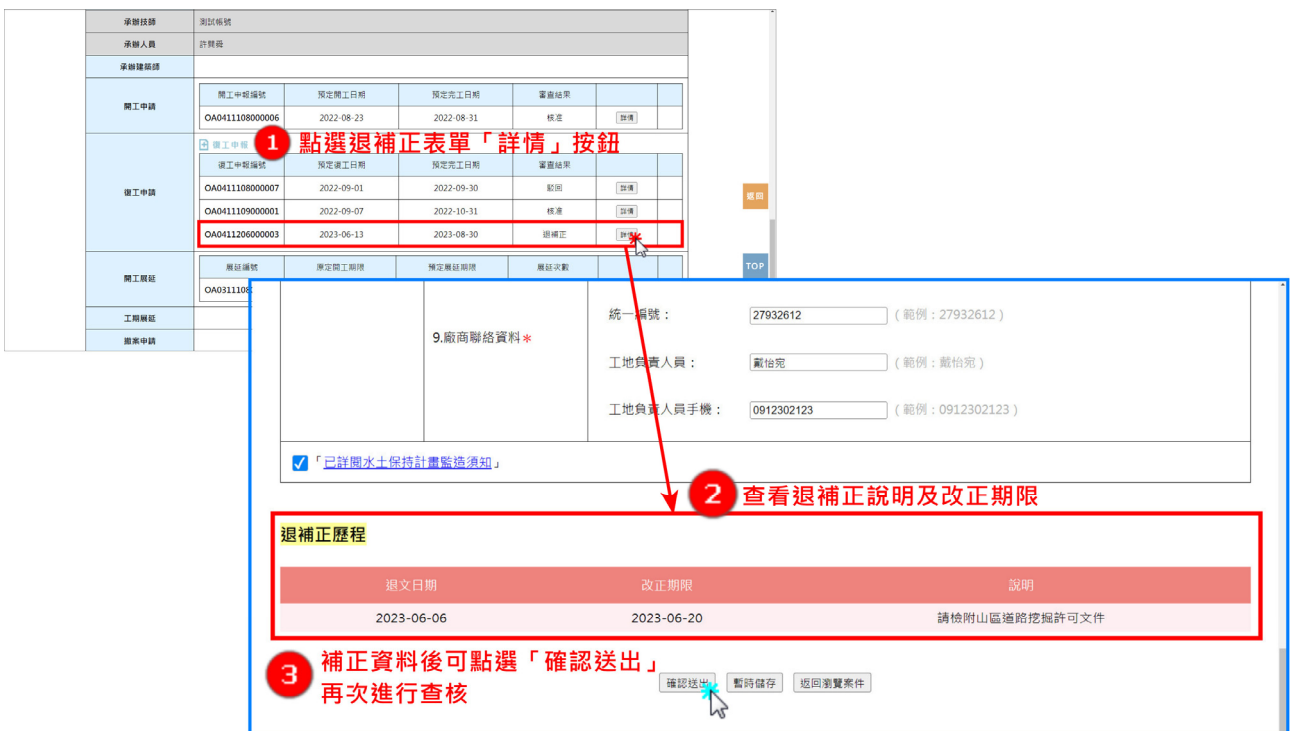 承辦技師 測試帳號
承辦人員 許閔舜
承辦建築師
開工申請
開工申報編號 預定開工日期 預定完工日期 審查結果
OA0411108000006 2022-08-23 2022-08-31 核准 詳情
復工申請
復工申報
1 點選退補正表單「詳情」按鈕
復工申報編號 預定復工日期 預定完工日期 審查結果
OA0411108000007 2022-09-01 2022-09-30 駁回 詳情
OA0411109000001 2022-09-07 2022-10-31 核准 詳情
OA0411206000003 2023-06-13 2023-08-30 退補正 詳情
返回
TOP
開工展延
展延編號 原定開工期限 預定展延期限 展延次數
工期展延
撤案申請
9.廠商聯絡資料*
統一編號: 27932612 (範例:27932612)
工地負責人員: 戴怡宛 (範例:戴怡宛)
工地負責人員手機: 0912302123 (範例:0912302123)
「已詳閱水土保持計畫監造須知」
2 查看退補正說明及改正期限
退補正歷程
退文日期 改正期限 說明
2023-06-06 2023-06-20 請檢附山區道路挖掘許可文件
3 補正資料後可點選「確認送出」
再次進行查核
確認送出 暫時儲存 返回瀏覽案件